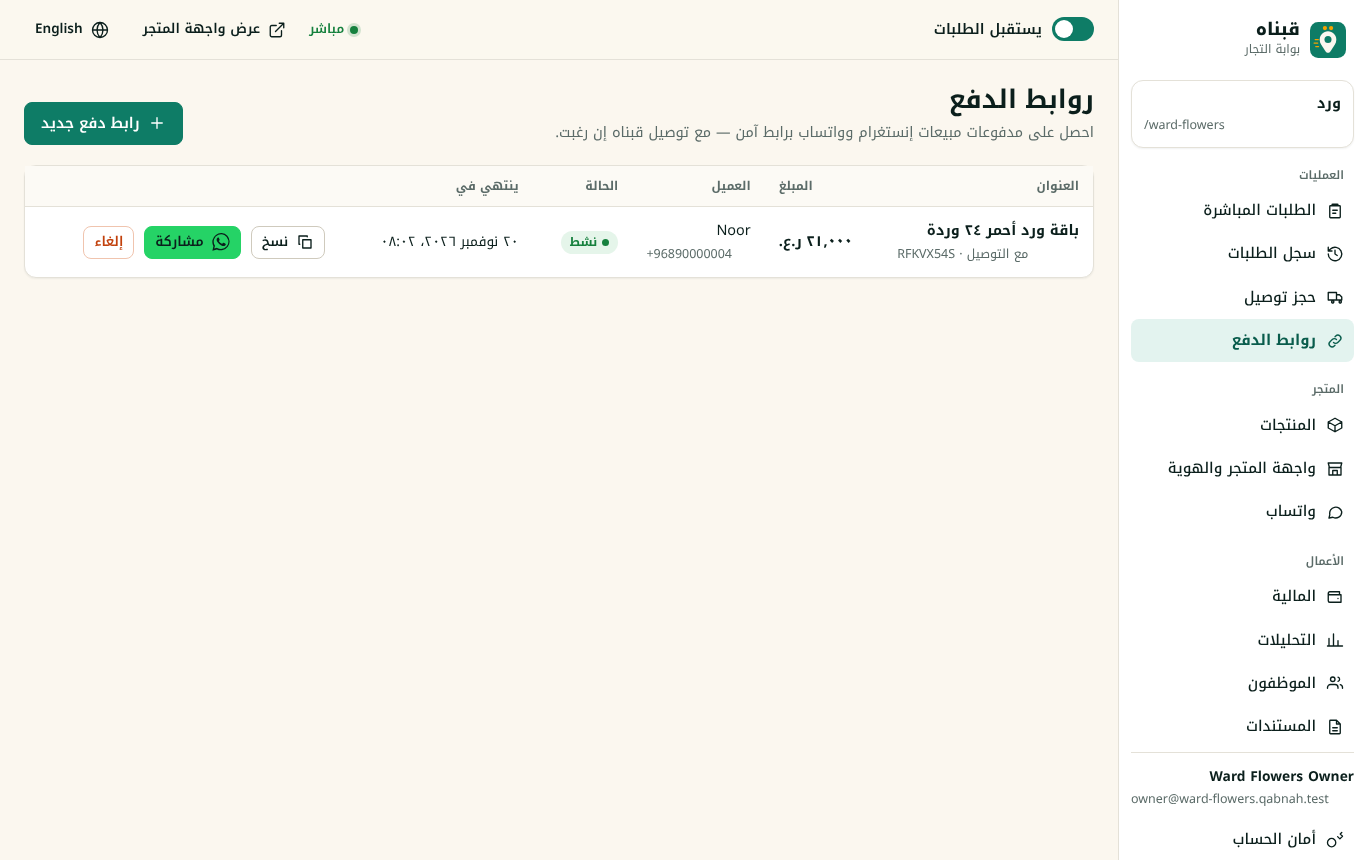 قبناه
بوابة التجار
ورد
/ward-flowers
العمليات
الطلبات المباشرة
سجل الطلبات
حجز توصيل
روابط الدفع
المتجر
المنتجات
واجهة المتجر والهوية
واتساب
الأعمال
المالية
التحليلات
الموظفون
المستندات
Ward Flowers Owner
owner@ward-flowers.qabnah.test
أمان الحساب
يستقبل الطلبات
مباشر
عرض واجهة المتجر
English
روابط الدفع
احصل على مدفوعات مبيعات إنستغرام وواتساب برابط آمن — مع توصيل قبناه إن رغبت.
رابط دفع جديد
العنوان المبلغ العميل الحالة ينتهي في
باقة ورد أحمر ٢٤ وردة
مع التوصيل · RFKVX54S
٢١٫٠٠٠ ر.ع.
Noor
+96890000004
نشط
٢٠ نوفمبر ٢٠٢٦، ٠٨:٠٢
نسخ
مشاركة
إلغاء